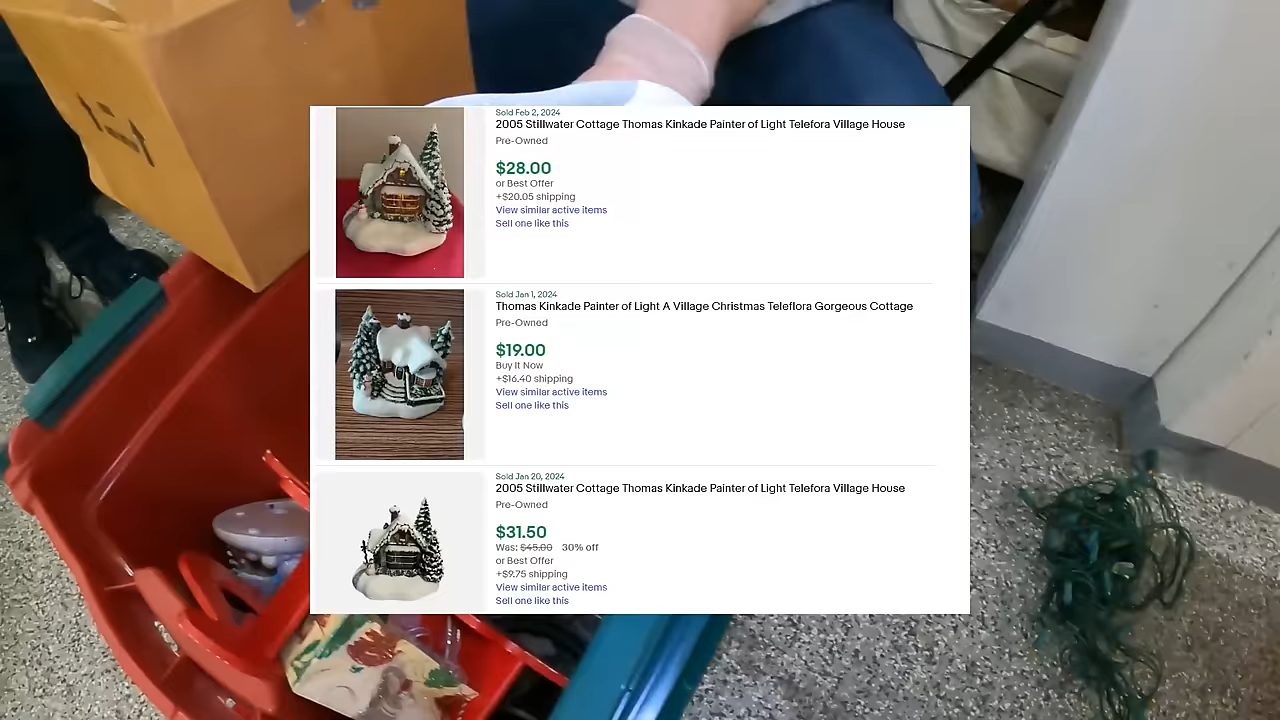 Sold Feb 2, 2024
2005 Stillwater Cottage Thomas Kinkade Painter of Light Telefora Village House
Pre-Owned
$28.00
or Best Offer
+$20.05 shipping
View similar active items
Sell one like this
Sold Jan 1, 2024
Thomas Kinkade Painter of Light A Village Christmas Teleflora Gorgeous Cottage
Pre-Owned
$19.00
Buy It Now
+$16.40 shipping
View similar active items
Sell one like this
Sold Jan 20, 2024
2005 Stillwater Cottage Thomas Kinkade Painter of Light Telefora Village House
Pre-Owned
$31.50
Was: $45.00 30% off
or Best Offer
+$9.75 shipping
View similar active items
Sell one like this